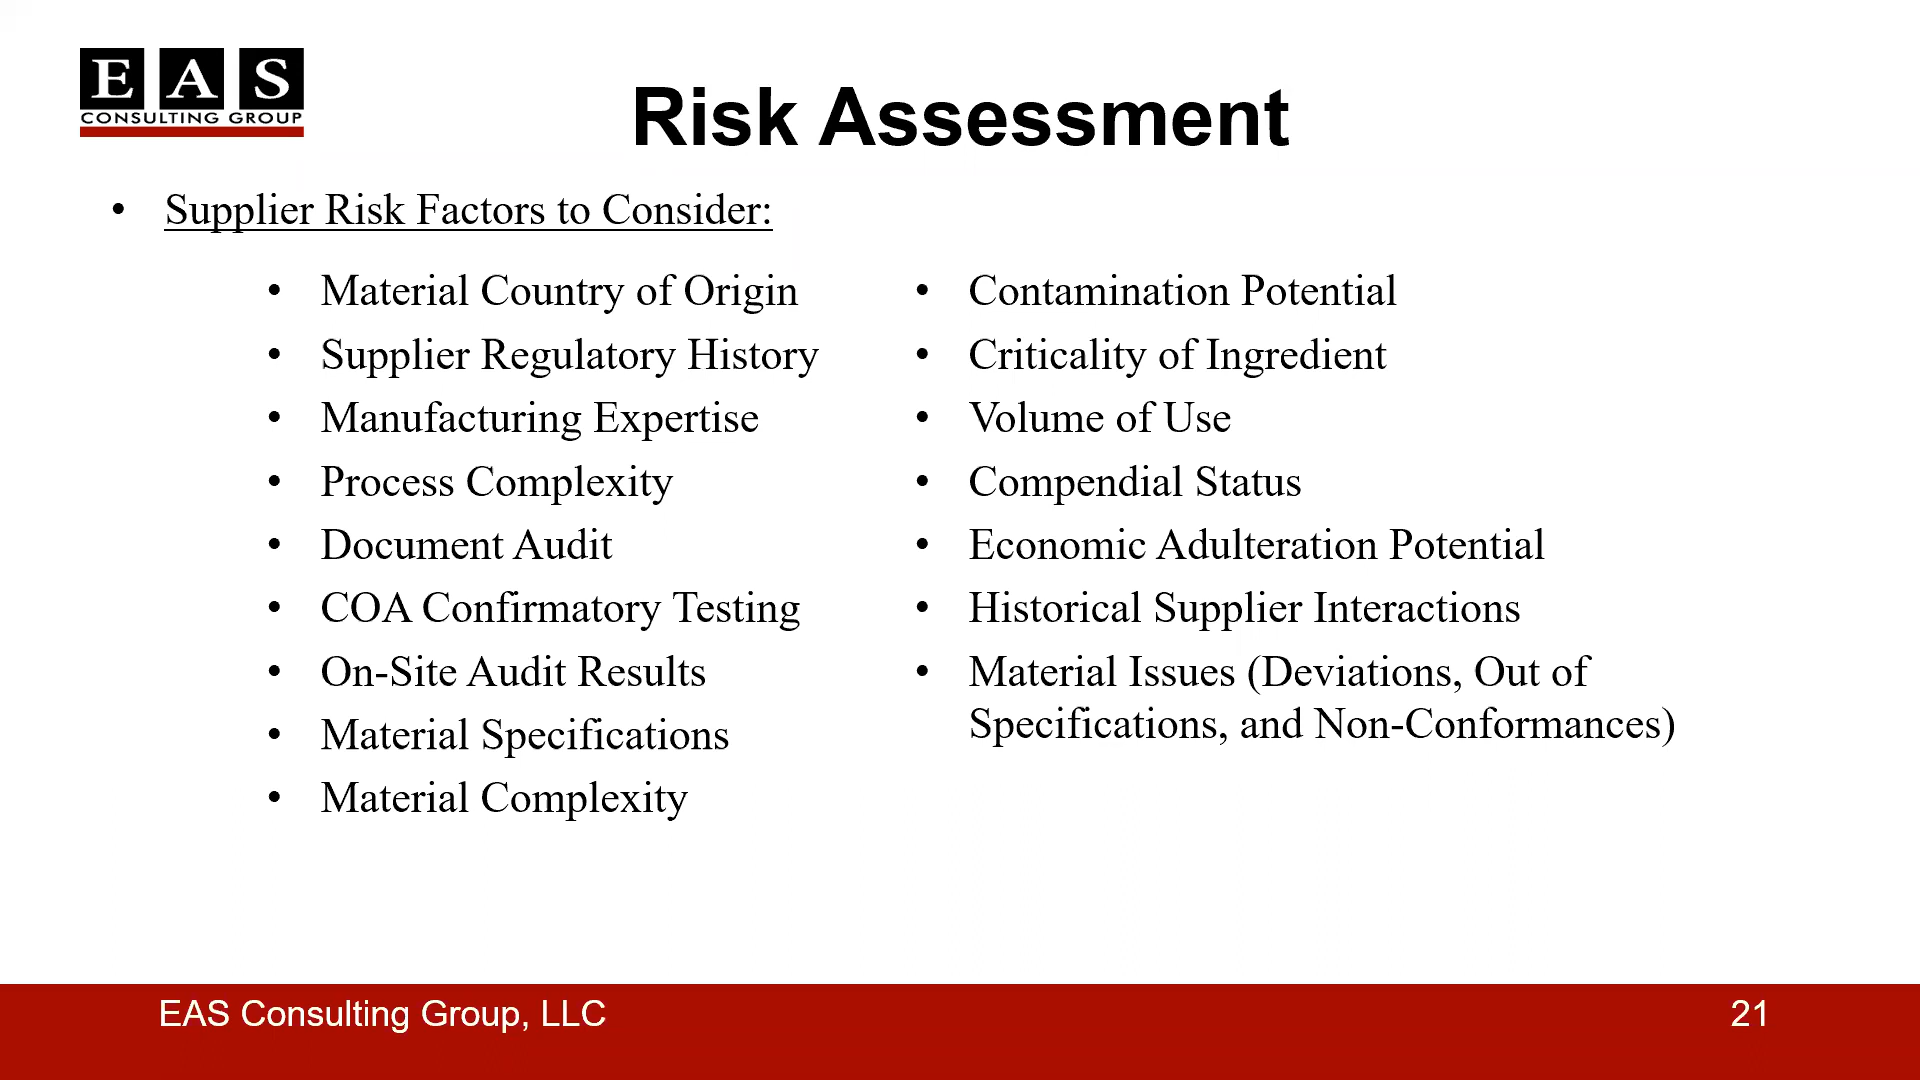 EAS
CONSULTING GROUP
Risk Assessment
• Supplier Risk Factors to Consider:
• Material Country of Origin
• Supplier Regulatory History
• Manufacturing Expertise
• Process Complexity
• Document Audit
• COA Confirmatory Testing
• On-Site Audit Results
• Material Specifications
• Material Complexity
• Contamination Potential
• Criticality of Ingredient
• Volume of Use
• Compendial Status
• Economic Adulteration Potential
• Historical Supplier Interactions
• Material Issues (Deviations, Out of
Specifications, and Non-Conformances)
EAS Consulting Group, LLC
21